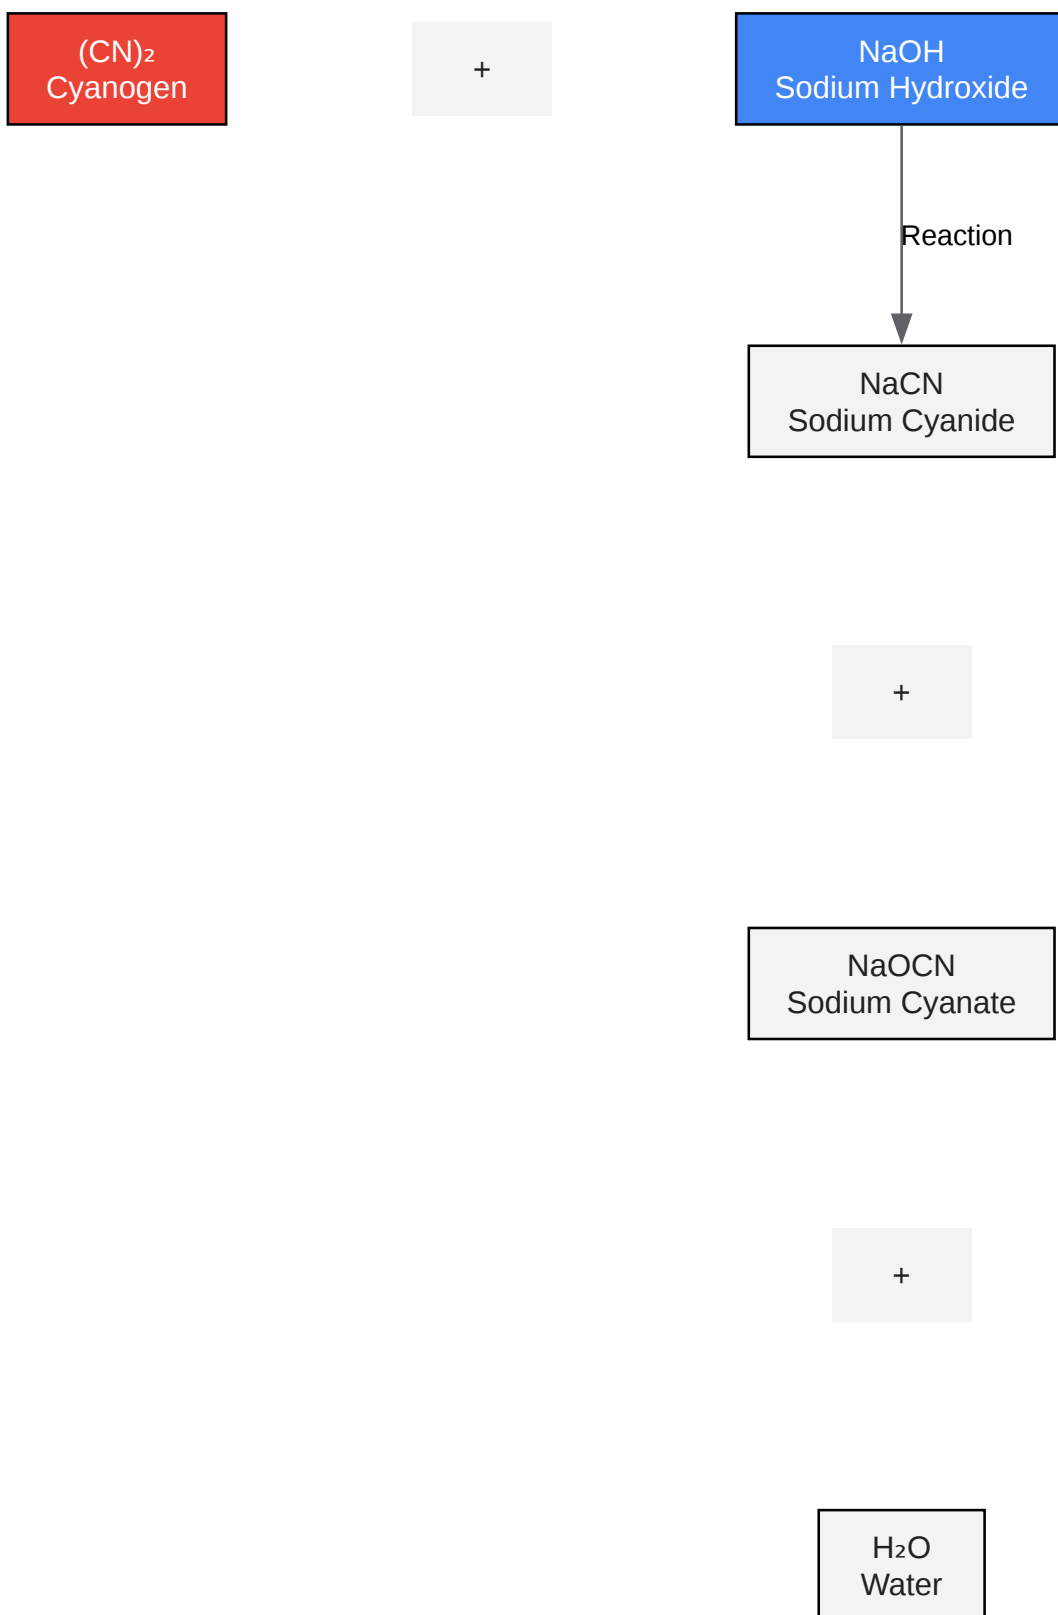 (CN)₂
Cyanogen
+
NaOH
Sodium Hydroxide
Reaction
NaCN
Sodium Cyanide
+
NaOCN
Sodium Cyanate
+
H₂O
Water